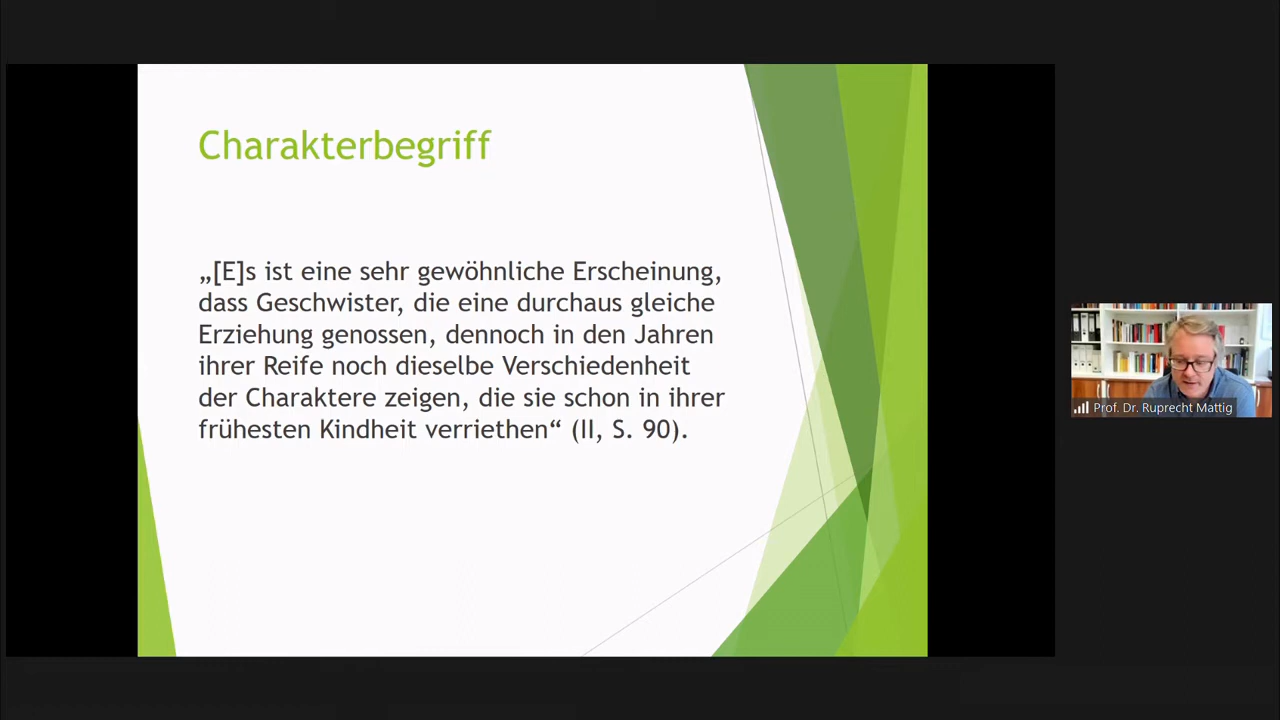 Charakterbegriff
„[E]s ist eine sehr gewöhnliche Erscheinung,
dass Geschwister, die eine durchaus gleiche
Erziehung genossen, dennoch in den Jahren
ihrer Reife noch dieselbe Verschiedenheit
der Charaktere zeigen, die sie schon in ihrer
frühesten Kindheit verriethen“ (II, S. 90).
Prof. Dr. Ruprecht Mattig